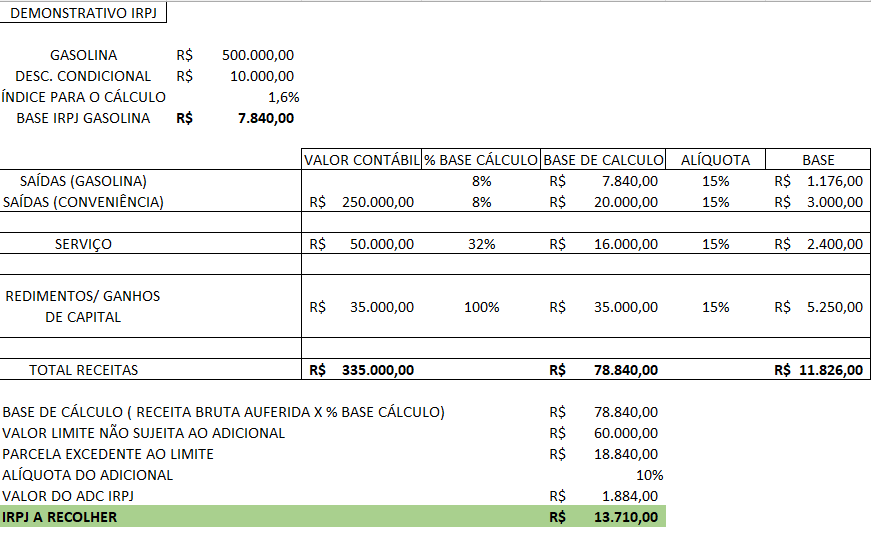 DEMONSTRATIVO IRPJ
GASOLINA R$ 500.000,00
DESC. CONDICIONAL R$ 10.000,00
ÍNDICE PARA O CÁLCULO 1,6%
BASE IRPJ GASOLINA R$ 7.840,00
VALOR CONTÁBIL % BASE CÁLCULO BASE DE CALCULO ALÍQUOTA BASE
SAÍDAS (GASOLINA) 8% R$ 7.840,00 15% R$ 1.176,00
SAÍDAS (CONVENIÊNCIA) R$ 250.000,00 8% R$ 20.000,00 15% R$ 3.000,00
SERVIÇO R$ 50.000,00 32% R$ 16.000,00 15% R$ 2.400,00
REDIMENTOS/ GANHOS
DE CAPITAL R$ 35.000,00 100% R$ 35.000,00 15% R$ 5.250,00
TOTAL RECEITAS R$ 335.000,00 R$ 78.840,00 R$ 11.826,00
BASE DE CÁLCULO ( RECEITA BRUTA AUFERIDA X % BASE CÁLCULO) R$ 78.840,00
VALOR LIMITE NÃO SUJEITA AO ADICIONAL R$ 60.000,00
PARCELA EXCEDENTE AO LIMITE R$ 18.840,00
ALÍQUOTA DO ADICIONAL 10%
VALOR DO ADC IRPJ R$ 1.884,00
IRPJ A RECOLHER R$ 13.710,00